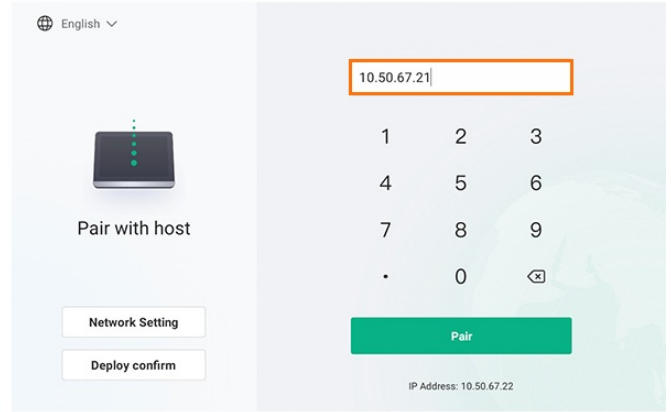 English
Pair with host
Network Setting
Deploy confirm
10.50.67.21
1 2 3
4 5 6
7 8 9
. 0
Pair
IP Address: 10.50.67.22